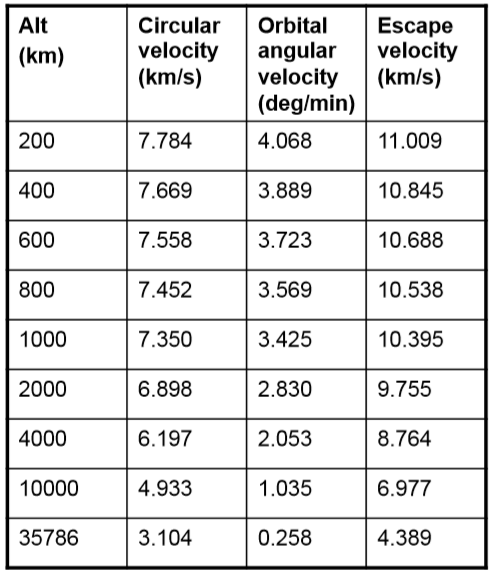 Alt (km) Circular velocity (km/s) Orbital angular velocity (deg/min) Escape velocity (km/s)
200 7.784 4.068 11.009
400 7.669 3.889 10.845
600 7.558 3.723 10.688
800 7.452 3.569 10.538
1000 7.350 3.425 10.395
2000 6.898 2.830 9.755
4000 6.197 2.053 8.764
10000 4.933 1.035 6.977
35786 3.104 0.258 4.389